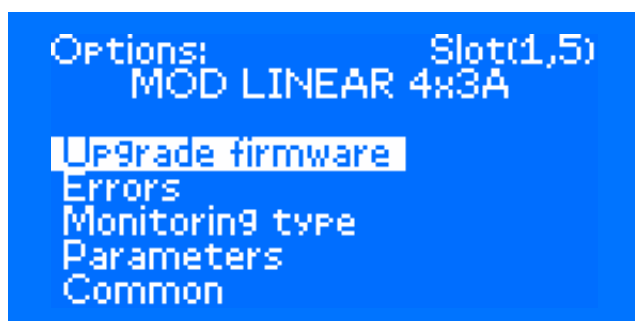 Options: Slot(1,5)
MOD LINEAR 4x3A
Upgrade firmware
Errors
Monitoring type
Parameters
Common